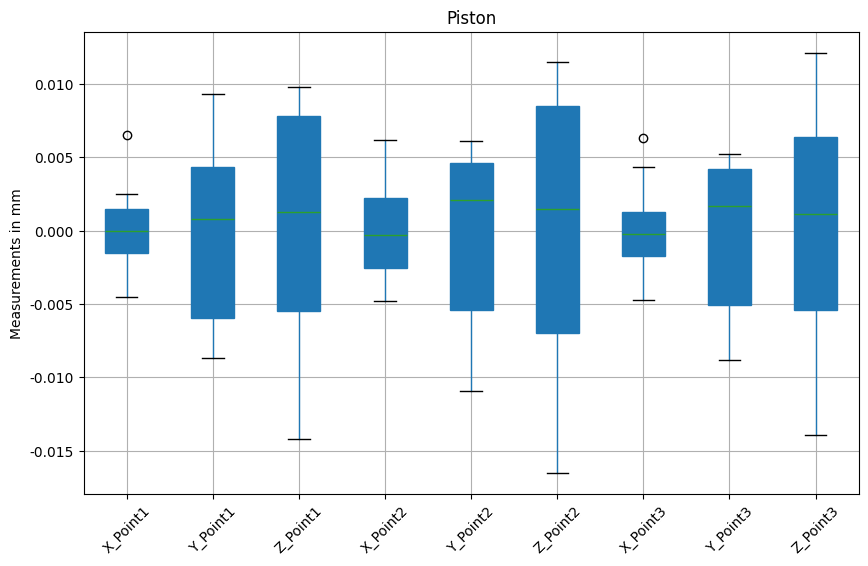 Piston
Measurements in mm
0.010
0.005
0.000
-0.005
-0.010
-0.015
X_Point1
Y_Point1
Z_Point1
X_Point2
Y_Point2
Z_Point2
X_Point3
Y_Point3
Z_Point3